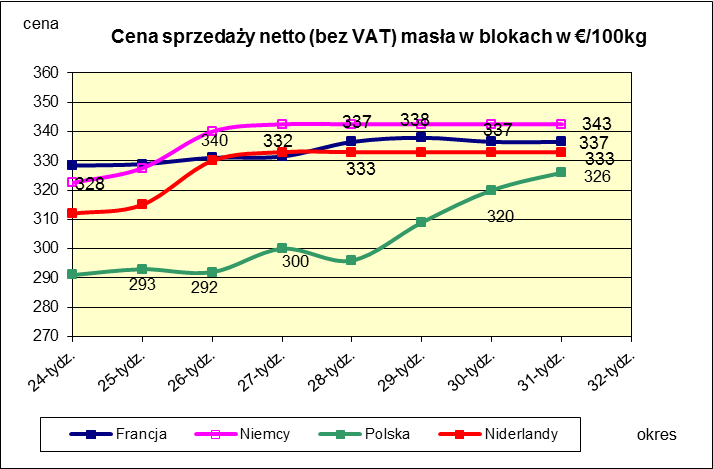 cena
Cena sprzedaży netto (bez VAT) masła w blokach w €/100kg
360
350
340
330
320
310
300
290
280
270
328
340
332
337
338
337
343
337
333
333
326
320
300
293
292
24-tydz.
25-tydz.
26-tydz.
27-tydz.
28-tydz.
29-tydz.
30-tydz.
31-tydz.
32-tydz.
Francja Niemcy Polska Niderlandy
okres